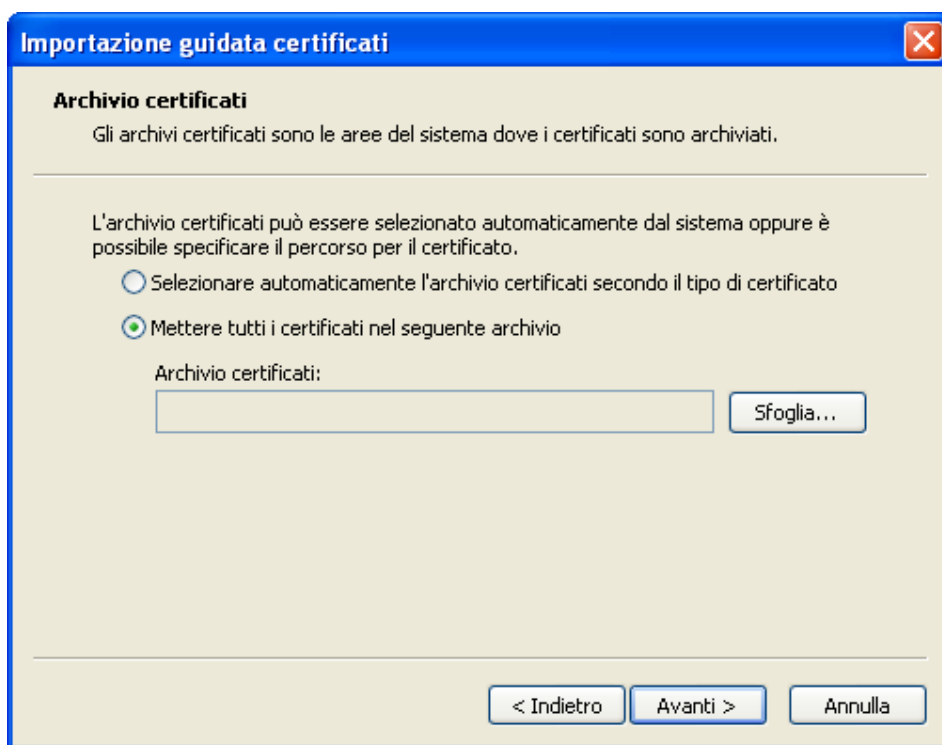 Importazione guidata certificati
Archivio certificati
Gli archivi certificati sono le aree del sistema dove i certificati sono archiviati.
L'archivio certificati può essere selezionato automaticamente dal sistema oppure è
possibile specificare il percorso per il certificato.
Selezionare automaticamente l'archivio certificati secondo il tipo di certificato
Mettere tutti i certificati nel seguente archivio
Archivio certificati:
Sfoglia...
< Indietro Avanti > Annulla